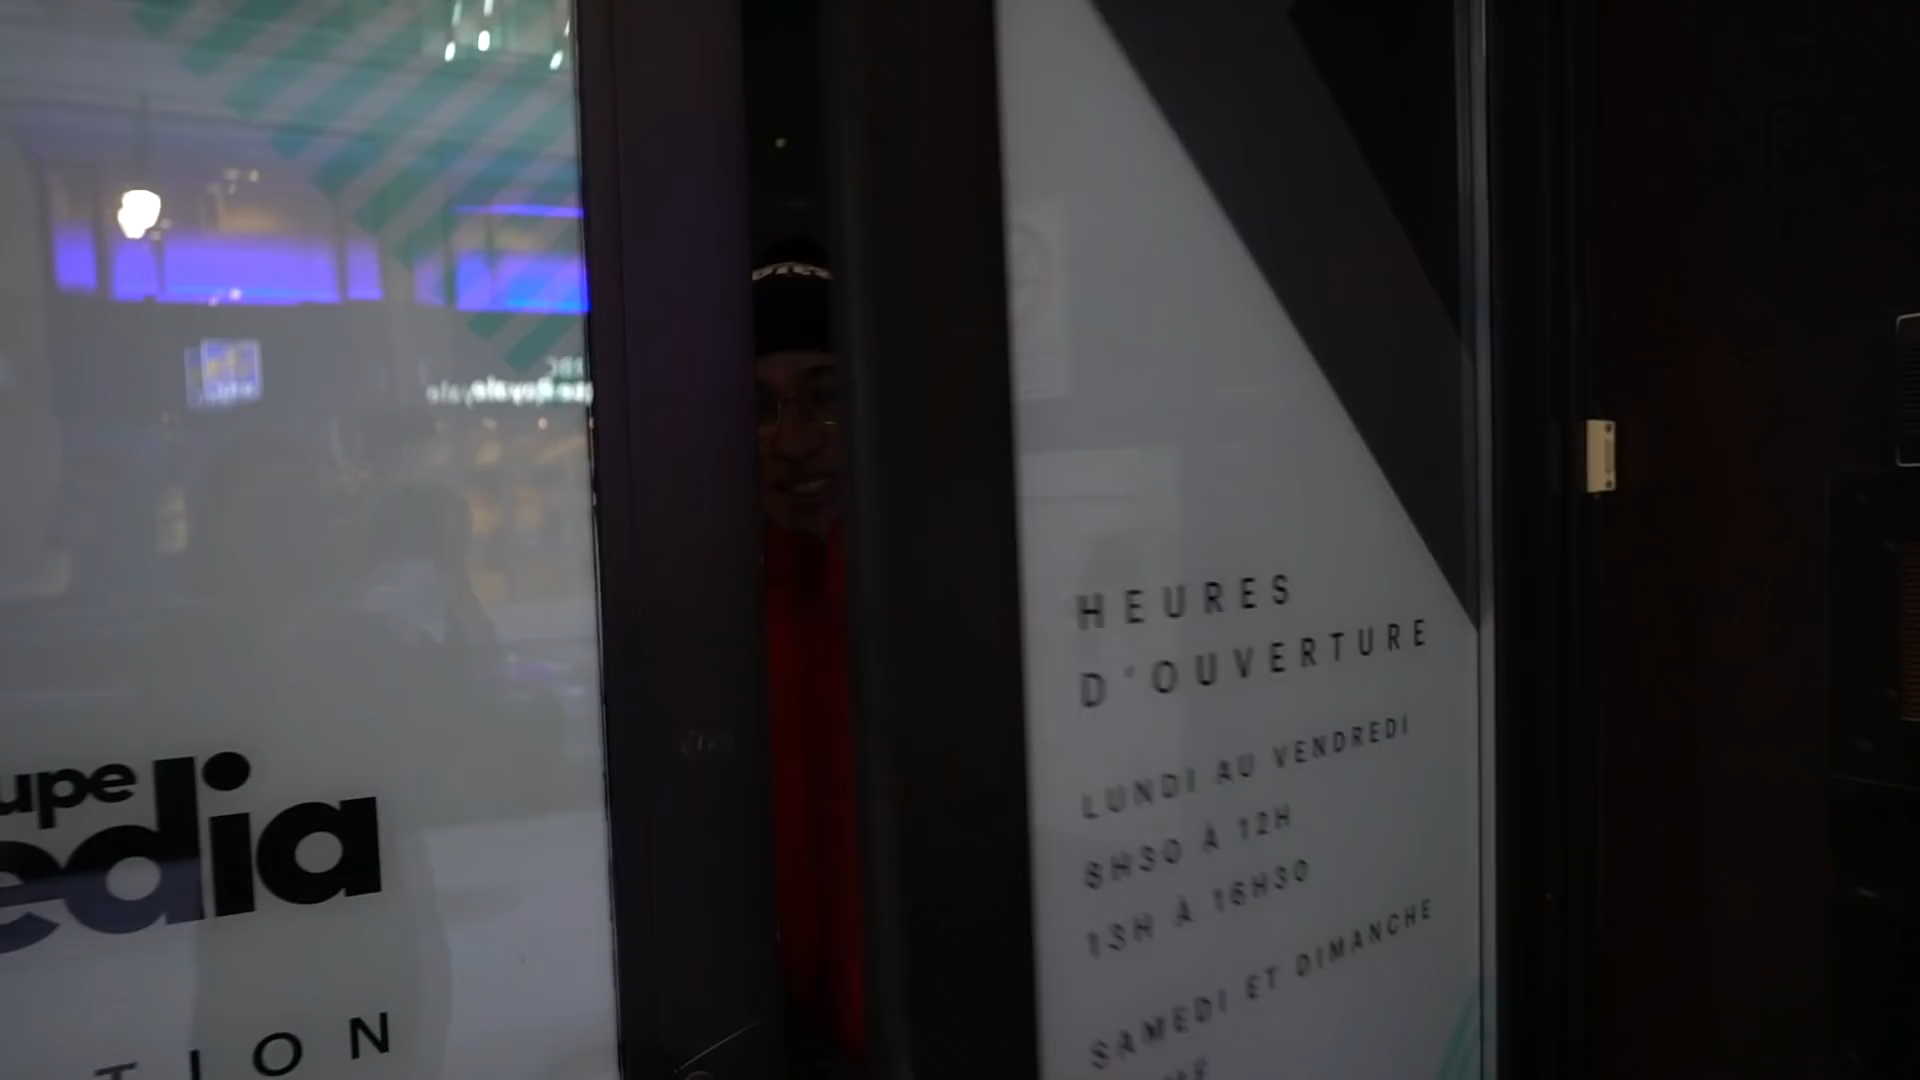 upe
edia
TION
HEURES
D'OUVERTURE
LUNDI AU VENDREDI
8H30 À 12H
13H À 16H30
SAMEDI ET DIMANCHE